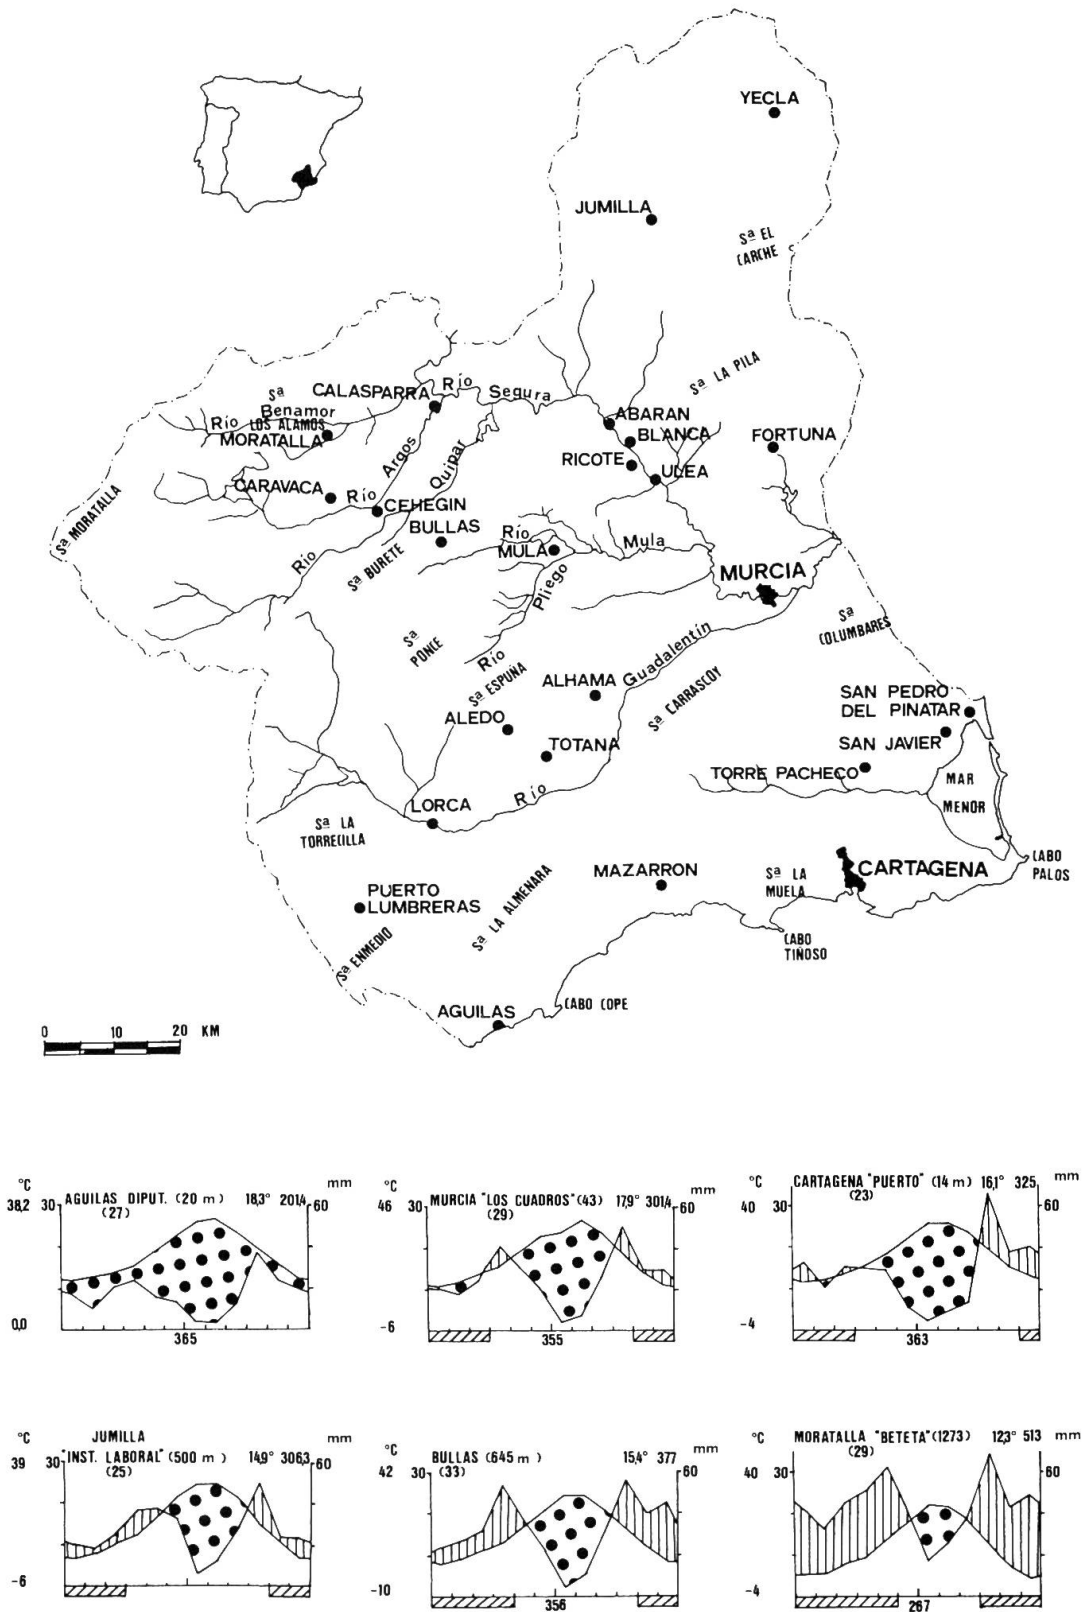 YECLA
JUMILLA
Sª EL
CARCHE
Sª LA PILA
CALASPARRA
Río
Segura
Sª
Benamor
Río
LOS ALAMOS
MORATALLA
ABARAN
BLANCA
FORTUNA
RICOTE
ULEA
Argos
Quipar
CARAVACA
Río
CEHEGIN
BULLAS
Sª MORATALLA
Río
Sª BURETE
Río
MULA
Mula
Pliego
MURCIA
Sª
COLUMBARES
Sª
PONCE
Río
Sª ESPUÑA
Guadalentín
ALHAMA
Sª CARRASCOY
SAN PEDRO
DEL PINATAR
ALEDO
TOTANA
SAN JAVIER
TORRE PACHECO
MAR
MENOR
Río
LORCA
Sª LA
TORRECILLA
CABO
PALOS
MAZARRON
Sª LA
MUELA
CARTAGENA
PUERTO
LUMBRERAS
Sª LA ALMENARA
Sª ENMEDIO
CABO
TIÑOSO
AGUILAS
CABO COPE
0 10 20 KM
°C mm
38,2 30 AGUILAS DIPUT. (20 m) 18,3° 201,4 60
(27)
0,0
365
°C mm
46 30 MURCIA "LOS CUADROS" (43) 17,9° 301,4 60
(29)
-6
355
°C mm
40 30 CARTAGENA "PUERTO" (14 m) 16,1° 325 60
(23)
-4
363
°C JUMILLA mm
39 30 "INST. LABORAL" (500 m) 14,9° 306,3 60
(25)
-6
°C mm
42 30 BULLAS (645 m) 15,4° 377 60
(33)
-10
356
°C mm
40 30 MORATALLA "BETETA" (1273) 12,3° 513 60
(29)
-4
267